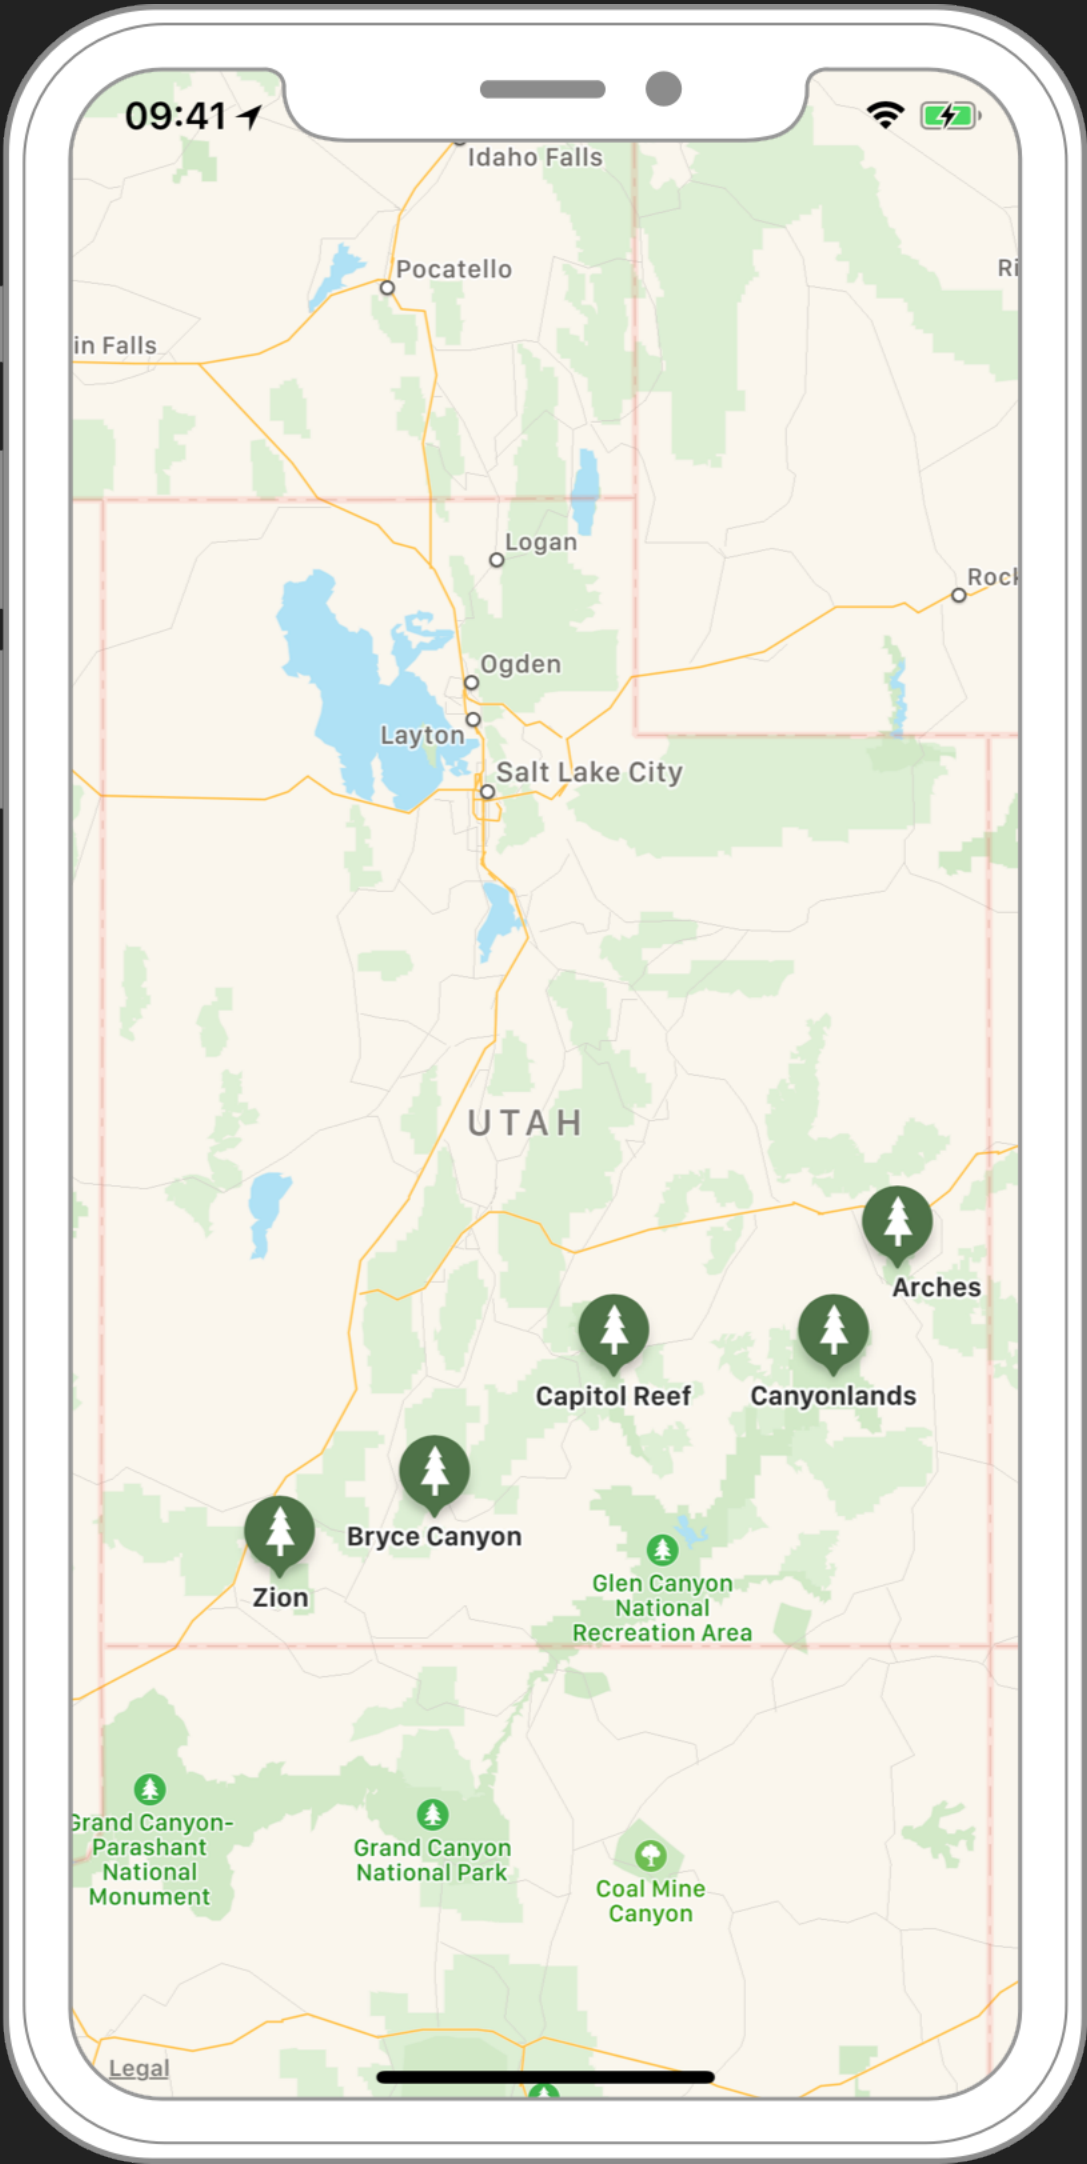 09:41
Idaho Falls
Pocatello
Ri
in Falls
Logan
Rock
Ogden
Layton
Salt Lake City
UTAH
Arches
Capitol Reef
Canyonlands
Bryce Canyon
Zion
Glen Canyon
National
Recreation Area
Grand Canyon-
Parashant
National
Monument
Grand Canyon
National Park
Coal Mine
Canyon
Legal